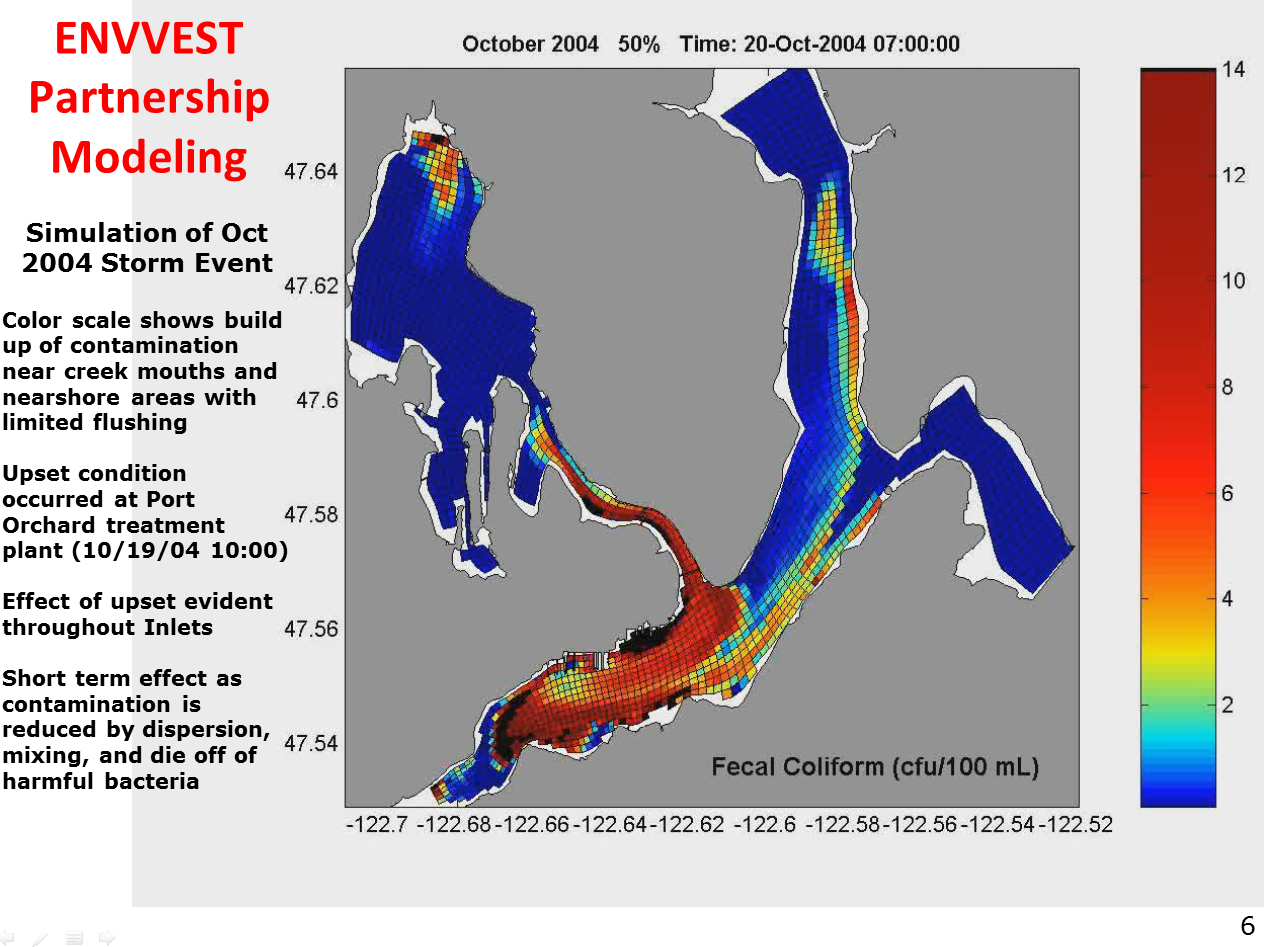 ENVVEST
Partnership
Modeling
Simulation of Oct
2004 Storm Event
Color scale shows build
up of contamination
near creek mouths and
nearshore areas with
limited flushing
Upset condition
occurred at Port
Orchard treatment
plant (10/19/04 10:00)
Effect of upset evident
throughout Inlets
Short term effect as
contamination is
reduced by dispersion,
mixing, and die off of
harmful bacteria
October 2004 50% Time: 20-Oct-2004 07:00:00
47.64
47.62
47.6
47.58
47.56
47.54
Fecal Coliform (cfu/100 mL)
-122.7 -122.68 -122.66 -122.64 -122.62 -122.6 -122.58 -122.56 -122.54 -122.52
14
12
10
8
6
4
2
6